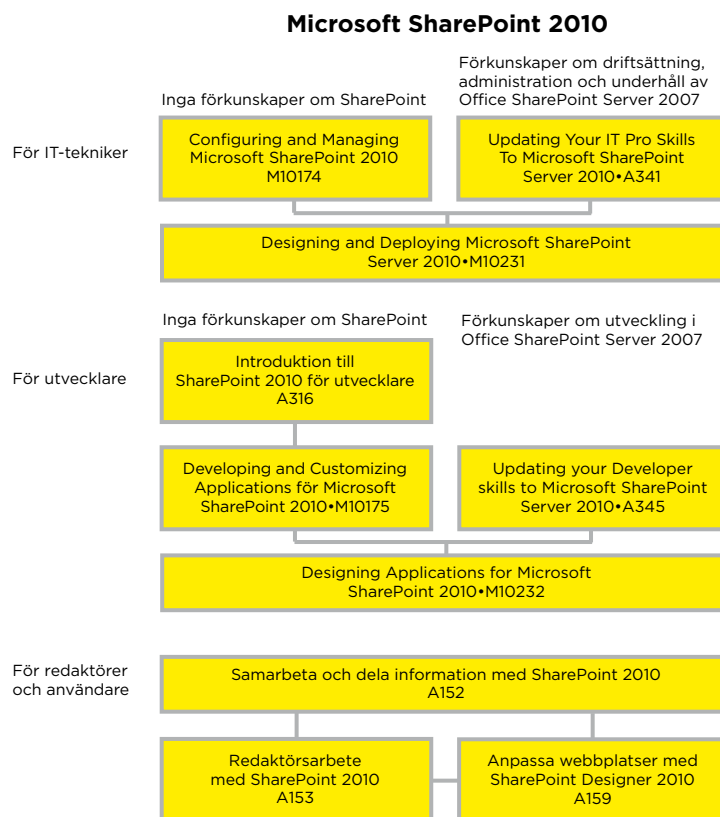 Microsoft SharePoint 2010
Inga förkunskaper om SharePoint
Förkunskaper om driftsättning,
administration och underhåll av
Office SharePoint Server 2007
För IT-tekniker
Configuring and Managing
Microsoft SharePoint 2010
M10174
Updating Your IT Pro Skills
To Microsoft SharePoint
Server 2010•A341
Designing and Deploying Microsoft SharePoint
Server 2010•M10231
Inga förkunskaper om SharePoint
Förkunskaper om utveckling i
Office SharePoint Server 2007
För utvecklare
Introduktion till
SharePoint 2010 för utvecklare
A316
Developing and Customizing
Applications för Microsoft
SharePoint 2010•M10175
Updating your Developer
skills to Microsoft SharePoint
Server 2010•A345
Designing Applications for Microsoft
SharePoint 2010•M10232
För redaktörer
och användare
Samarbeta och dela information med SharePoint 2010
A152
Redaktörsarbete
med SharePoint 2010
A153
Anpassa webbplatser med
SharePoint Designer 2010
A159